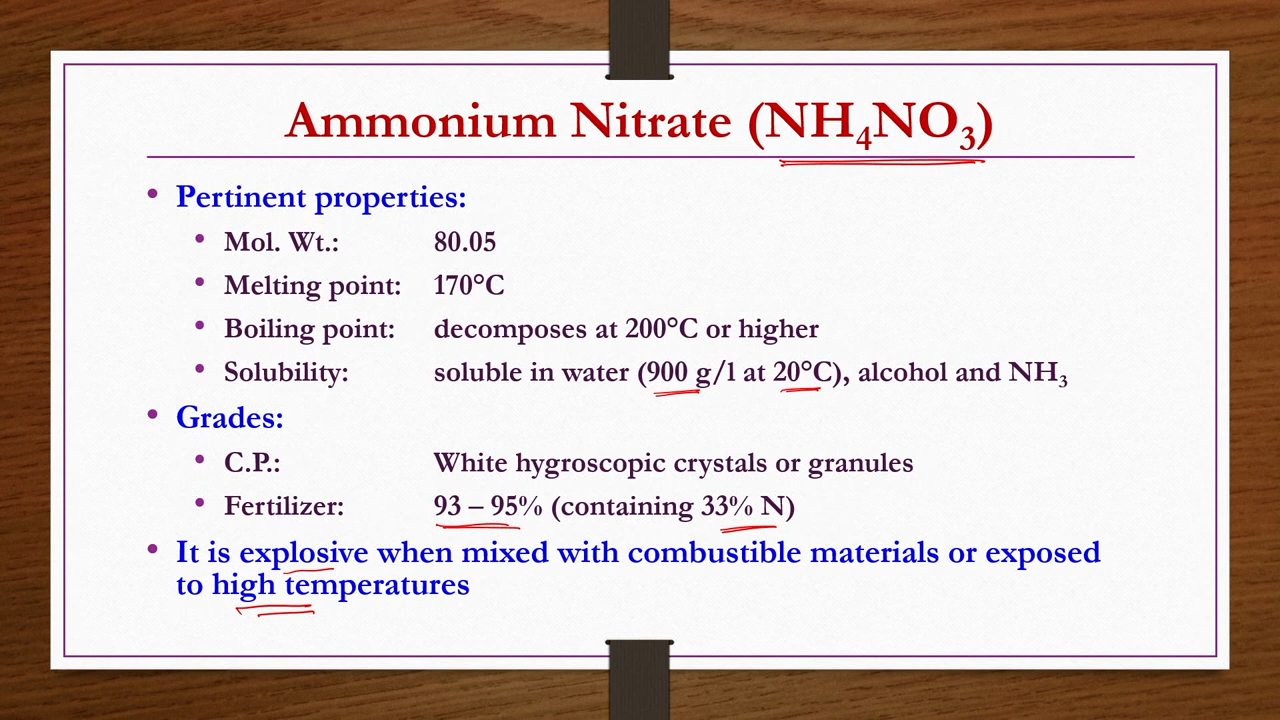 Ammonium Nitrate (NH₄NO₃)
• Pertinent properties:
• Mol. Wt.: 80.05
• Melting point: 170°C
• Boiling point: decomposes at 200°C or higher
• Solubility: soluble in water (900 g/l at 20°C), alcohol and NH₃
• Grades:
• C.P.: White hygroscopic crystals or granules
• Fertilizer: 93 – 95% (containing 33% N)
• It is explosive when mixed with combustible materials or exposed
to high temperatures